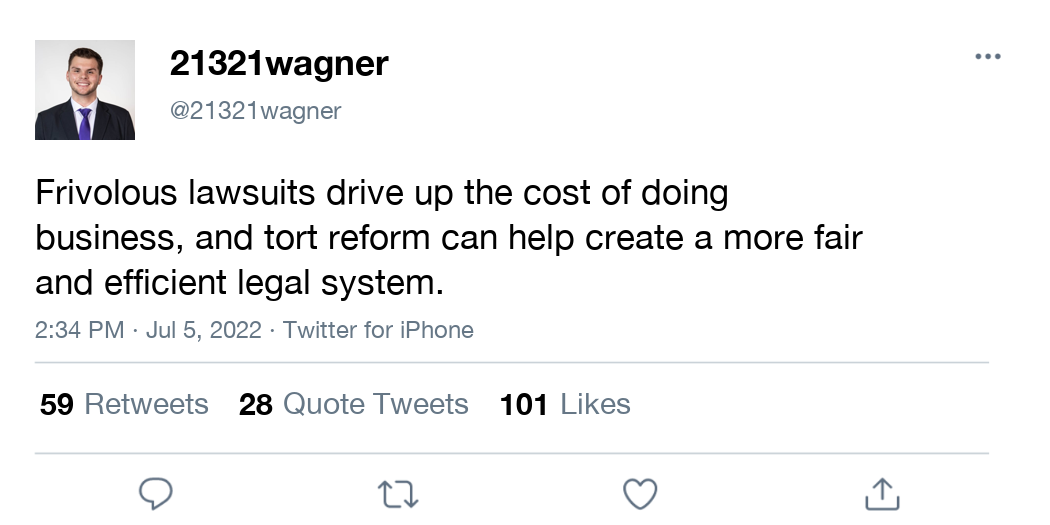 21321wagner
@21321wagner
Frivolous lawsuits drive up the cost of doing
business, and tort reform can help create a more fair
and efficient legal system.
2:34 PM · Jul 5, 2022 · Twitter for iPhone
59 Retweets 28 Quote Tweets 101 Likes